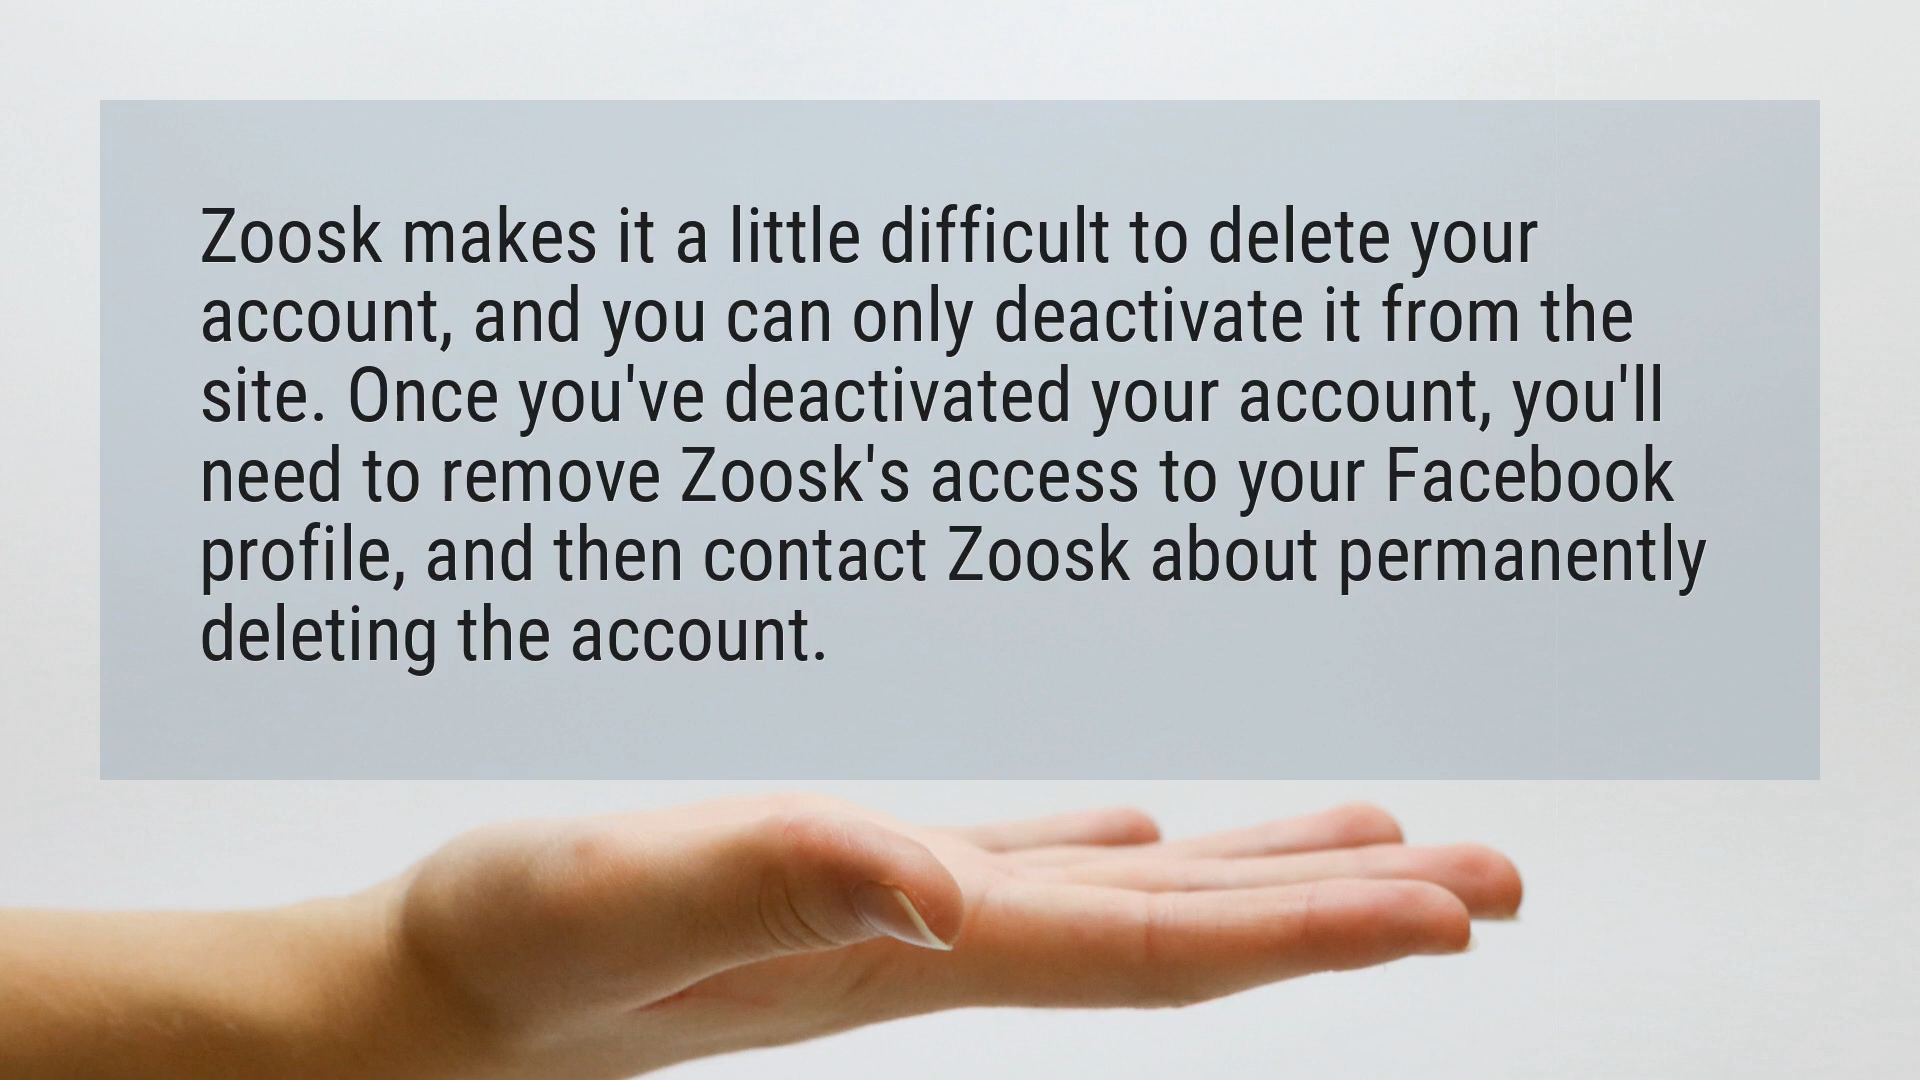 Zoosk makes it a little difficult to delete your
account, and you can only deactivate it from the
site. Once you've deactivated your account, you'll
need to remove Zoosk's access to your Facebook
profile, and then contact Zoosk about permanently
deleting the account.